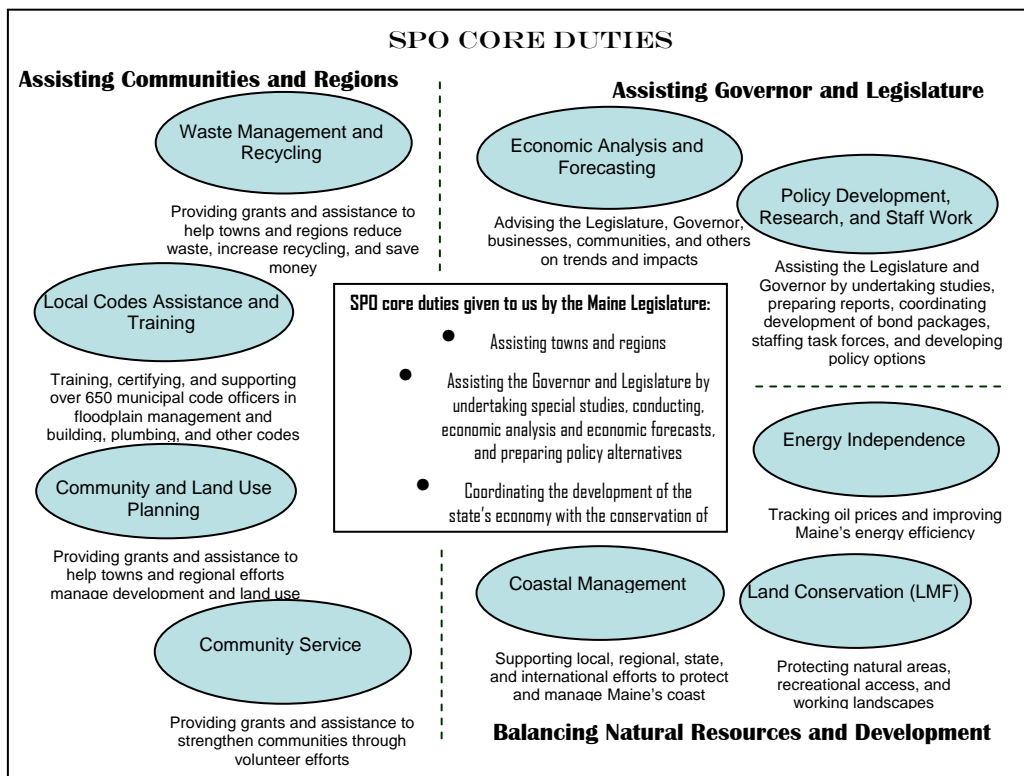 SPO CORE DUTIES
Assisting Communities and Regions
Waste Management and
Recycling
Providing grants and assistance to
help towns and regions reduce
waste, increase recycling, and save
money
Local Codes Assistance and
Training
Training, certifying, and supporting
over 650 municipal code officers in
floodplain management and
building, plumbing, and other codes
Community and Land Use
Planning
Providing grants and assistance to
help towns and regional efforts
manage development and land use
Community Service
Providing grants and assistance to
strengthen communities through
volunteer efforts
SPO core duties given to us by the Maine Legislature:
● Assisting towns and regions
● Assisting the Governor and Legislature by
undertaking special studies, conducting,
economic analysis and economic forecasts,
and preparing policy alternatives
● Coordinating the development of the
state's economy with the conservation of
Assisting Governor and Legislature
Economic Analysis and
Forecasting
Advising the Legislature, Governor,
businesses, communities, and others
on trends and impacts
Policy Development,
Research, and Staff Work
Assisting the Legislature and
Governor by undertaking studies,
preparing reports, coordinating
development of bond packages,
staffing task forces, and developing
policy options
Energy Independence
Tracking oil prices and improving
Maine's energy efficiency
Coastal Management
Supporting local, regional, state,
and international efforts to protect
and manage Maine's coast
Land Conservation (LMF)
Protecting natural areas,
recreational access, and
working landscapes
Balancing Natural Resources and Development